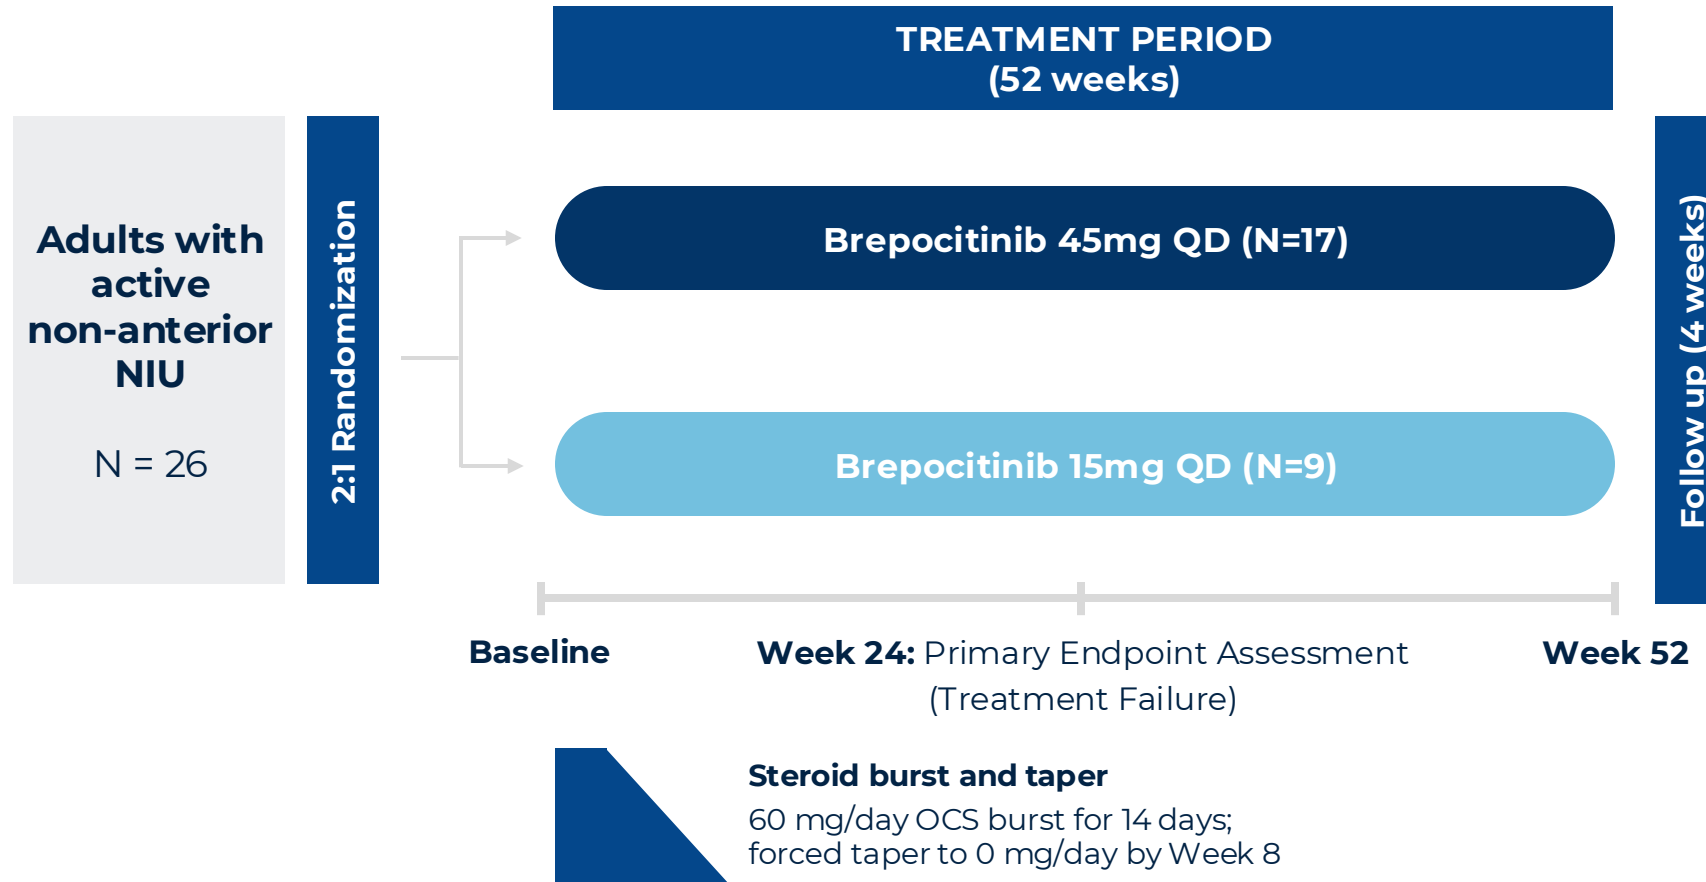 TREATMENT PERIOD
(52 weeks)
Adults with
active
non-anterior
NIU
N = 26
2:1 Randomization
Brepocitinib 45mg QD (N=17)
Brepocitinib 15mg QD (N=9)
Follow up (4 weeks)
Baseline
Week 24: Primary Endpoint Assessment
(Treatment Failure)
Week 52
Steroid burst and taper
60 mg/day OCS burst for 14 days;
forced taper to 0 mg/day by Week 8